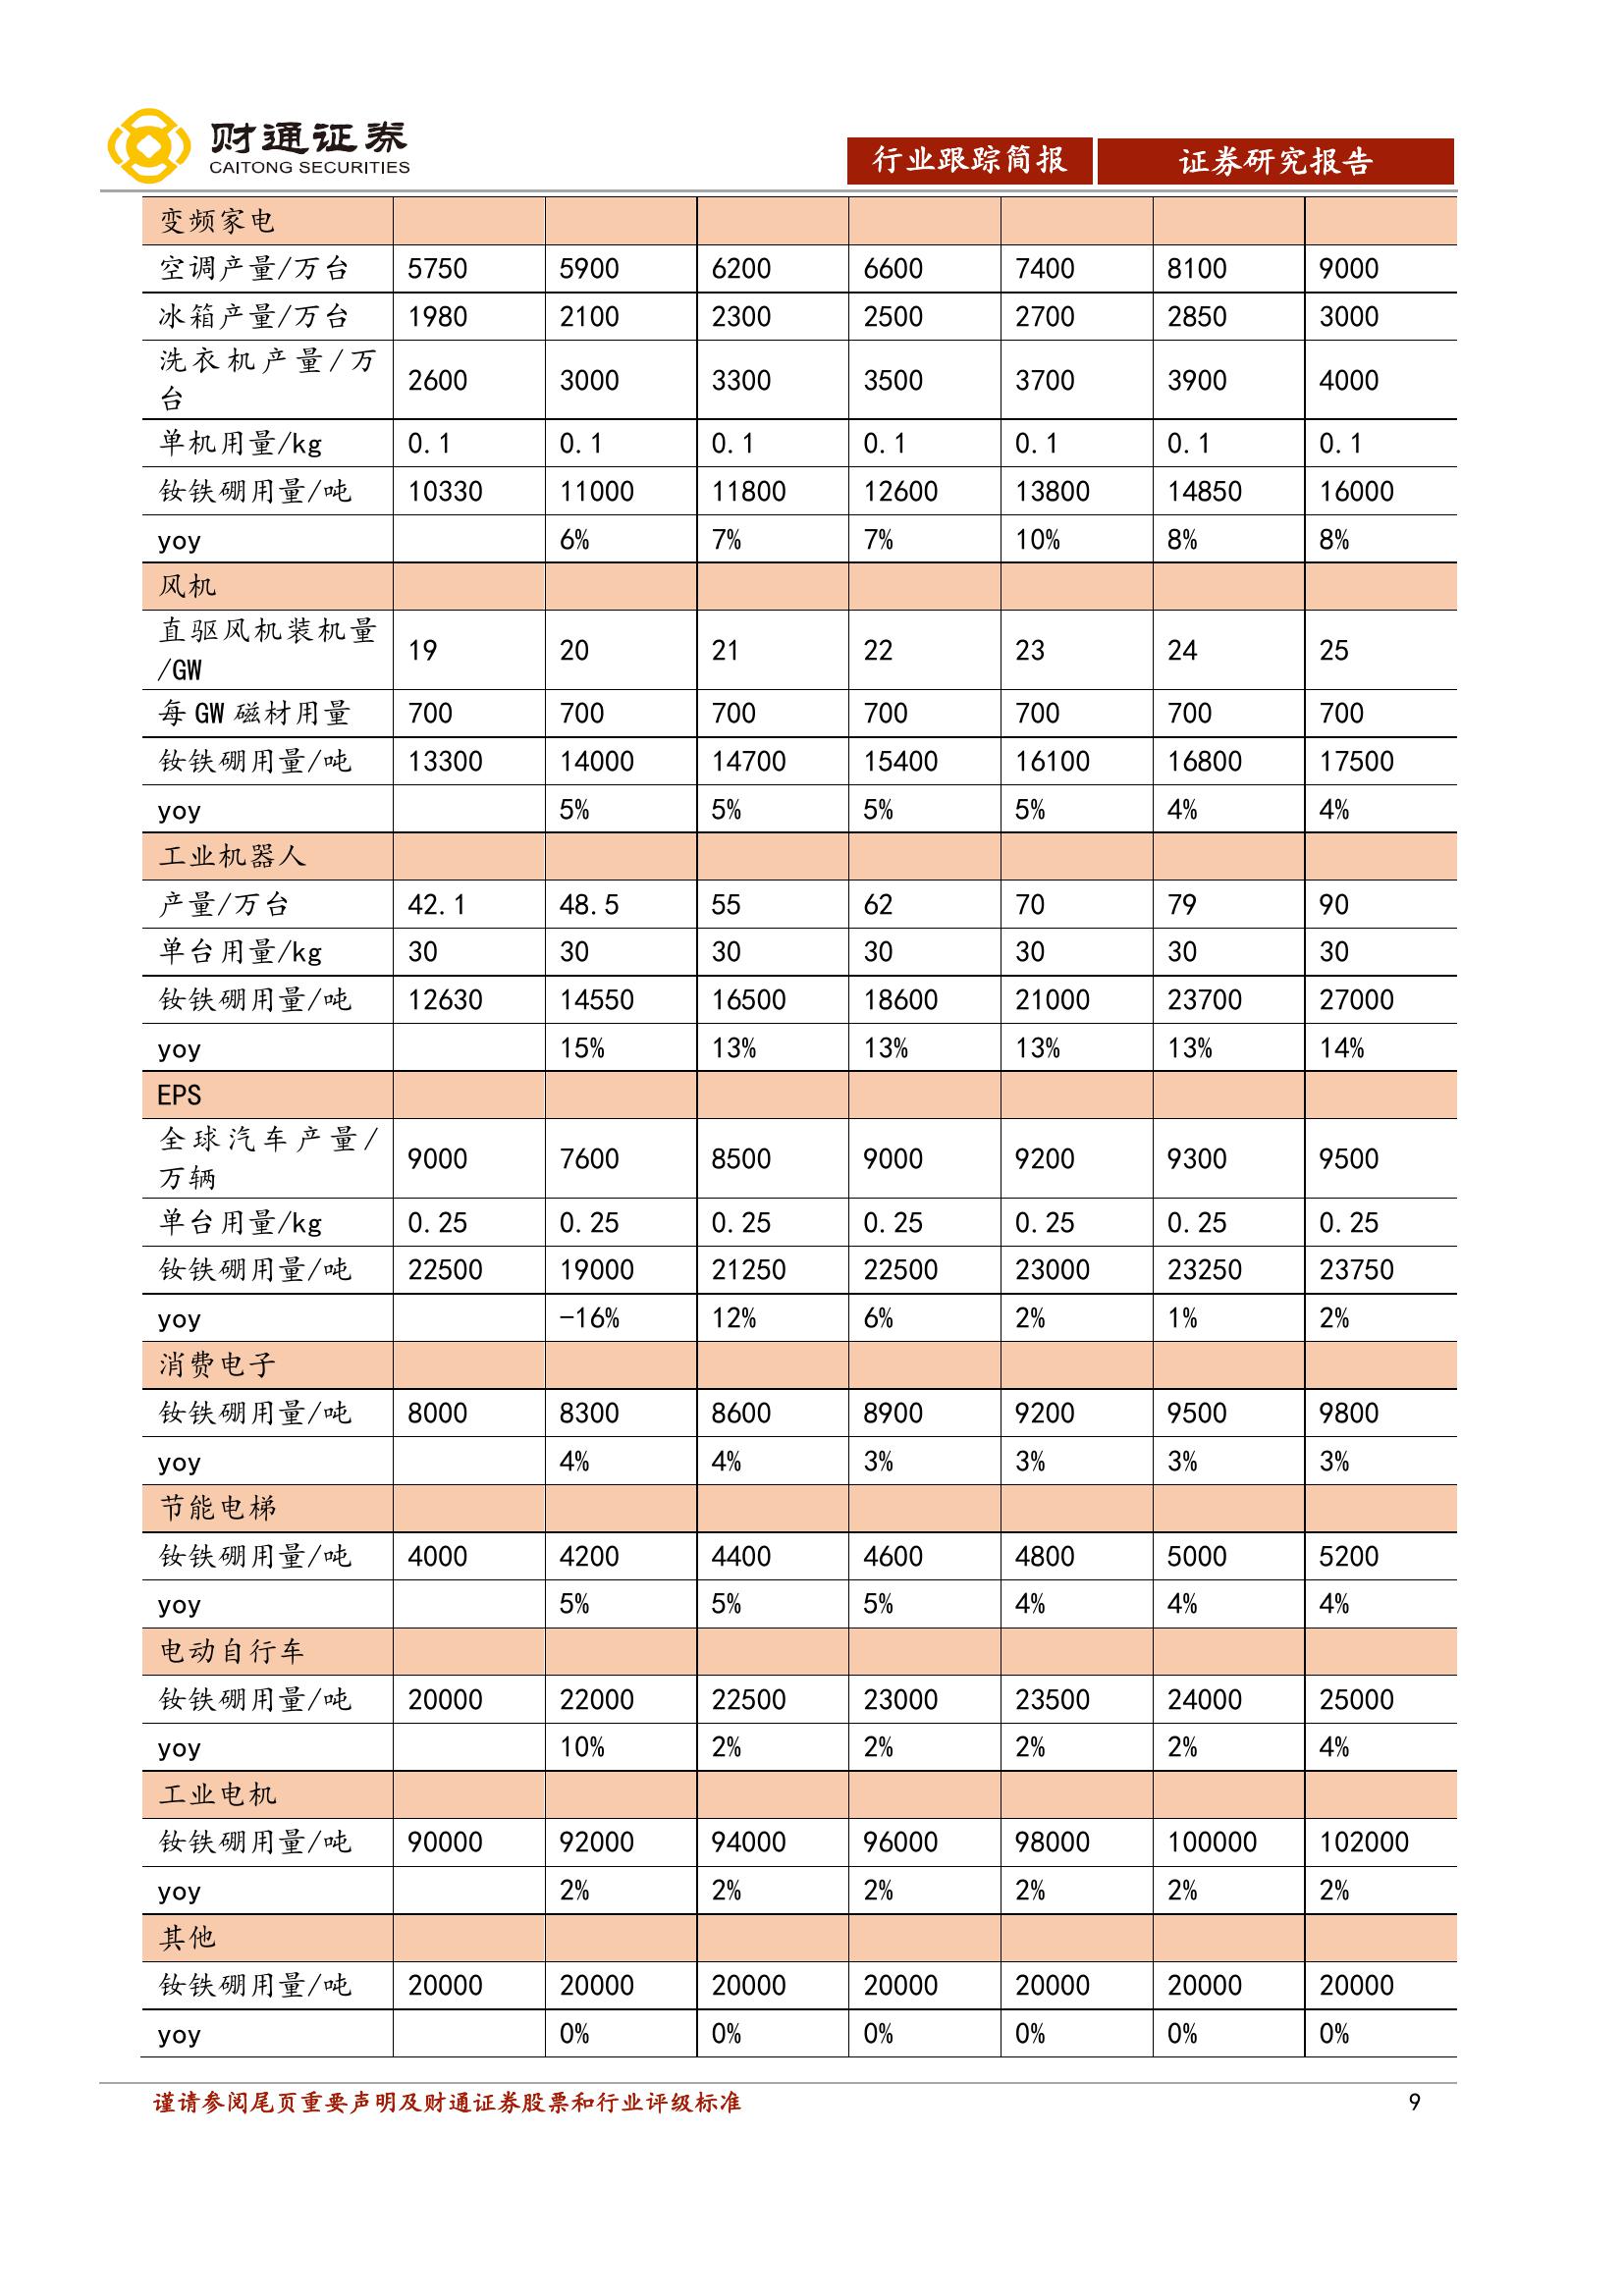 财通证券
CAITONG SECURITIES
行业跟踪简报 证券研究报告
变频家电
空调产量/万台 5750 5900 6200 6600 7400 8100 9000
冰箱产量/万台 1980 2100 2300 2500 2700 2850 3000
洗衣机产量/万
台 2600 3000 3300 3500 3700 3900 4000
单机用量/kg 0.1 0.1 0.1 0.1 0.1 0.1 0.1
钕铁硼用量/吨 10330 11000 11800 12600 13800 14850 16000
yoy 6% 7% 7% 10% 8% 8%
风机
直驱风机装机量
/GW 19 20 21 22 23 24 25
每 GW 磁材用量 700 700 700 700 700 700 700
钕铁硼用量/吨 13300 14000 14700 15400 16100 16800 17500
yoy 5% 5% 5% 5% 4% 4%
工业机器人
产量/万台 42.1 48.5 55 62 70 79 90
单台用量/kg 30 30 30 30 30 30 30
钕铁硼用量/吨 12630 14550 16500 18600 21000 23700 27000
yoy 15% 13% 13% 13% 13% 14%
EPS
全球汽车产量/
万辆 9000 7600 8500 9000 9200 9300 9500
单台用量/kg 0.25 0.25 0.25 0.25 0.25 0.25 0.25
钕铁硼用量/吨 22500 19000 21250 22500 23000 23250 23750
yoy -16% 12% 6% 2% 1% 2%
消费电子
钕铁硼用量/吨 8000 8300 8600 8900 9200 9500 9800
yoy 4% 4% 3% 3% 3% 3%
节能电梯
钕铁硼用量/吨 4000 4200 4400 4600 4800 5000 5200
yoy 5% 5% 5% 4% 4% 4%
电动自行车
钕铁硼用量/吨 20000 22000 22500 23000 23500 24000 25000
yoy 10% 2% 2% 2% 2% 4%
工业电机
钕铁硼用量/吨 90000 92000 94000 96000 98000 100000 102000
yoy 2% 2% 2% 2% 2% 2%
其他
钕铁硼用量/吨 20000 20000 20000 20000 20000 20000 20000
yoy 0% 0% 0% 0% 0% 0%
谨请参阅尾页重要声明及财通证券股票和行业评级标准 9